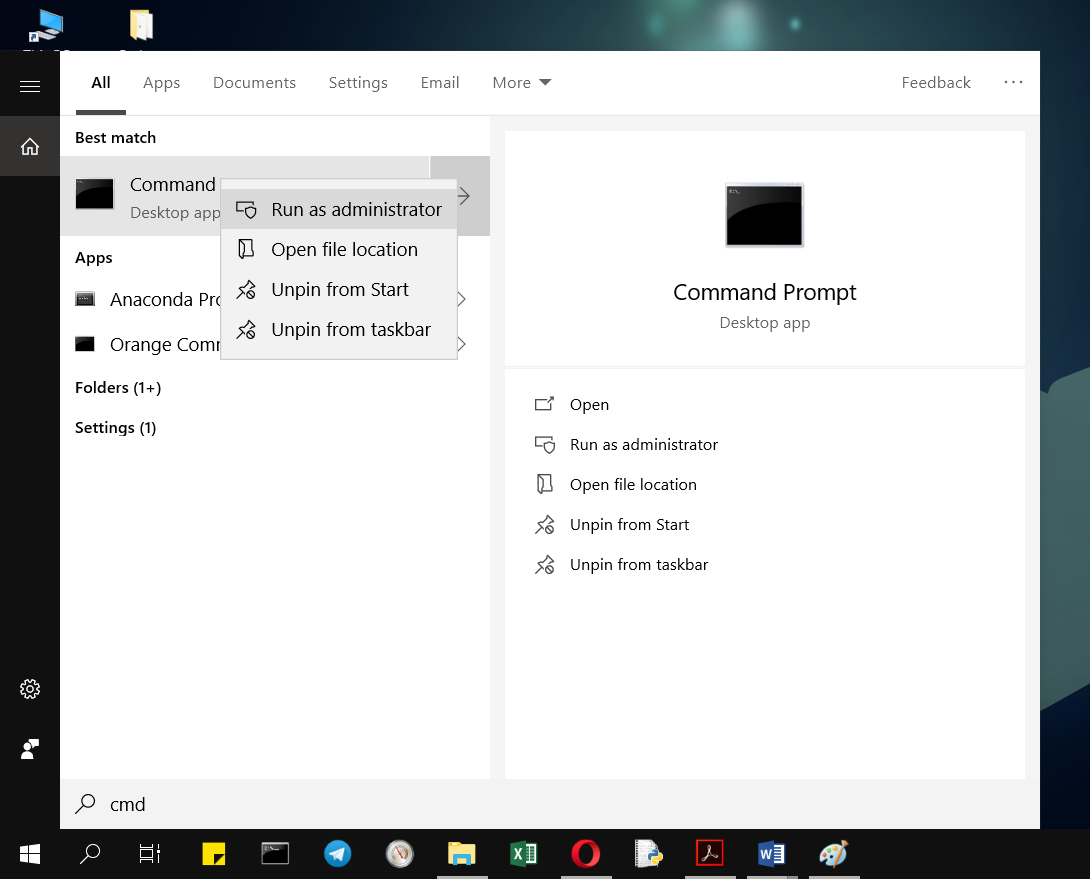 All Apps Documents Settings Email More Feedback ...
Best match
Command
Desktop app
Run as administrator
Open file location
Unpin from Start
Unpin from taskbar
Apps
Anaconda
Orange
Folders (1+)
Settings (1)
Command Prompt
Desktop app
Open
Run as administrator
Open file location
Unpin from Start
Unpin from taskbar
cmd